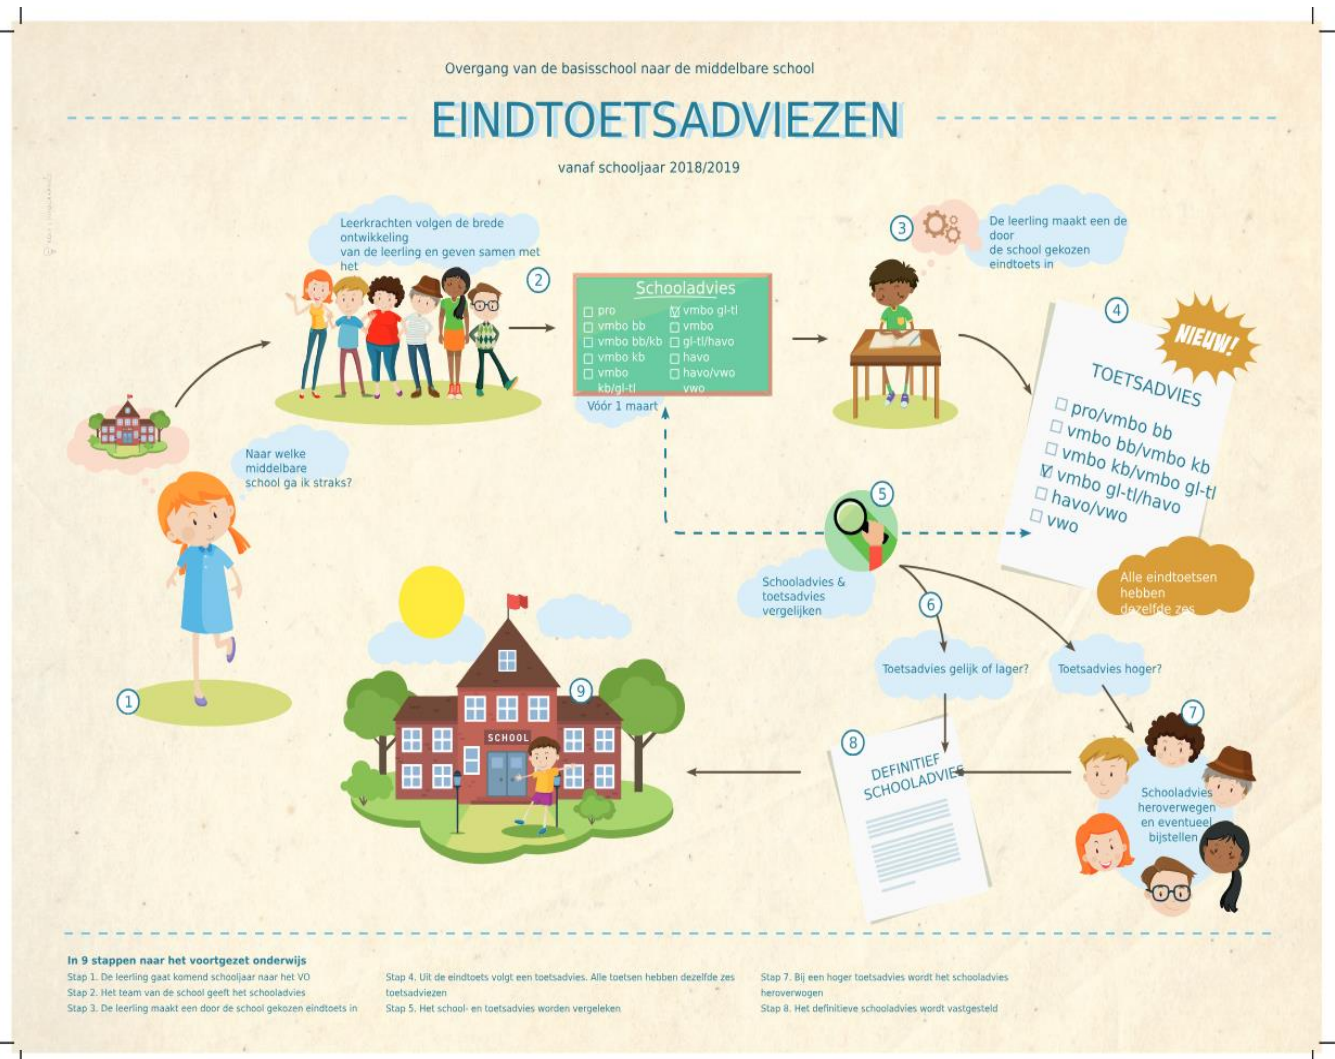 Overgang van de basisschool naar de middelbare school
EINDTOETSADVIEZEN
vanaf schooljaar 2018/2019
1
Naar welke
middelbare
school ga ik straks?
Leerkrachten volgen de brede
ontwikkeling
van de leerling en geven samen met
het
2
Schooladvies
pro
vmbo bb
vmbo bb/kb
vmbo kb
vmbo
kb/gl-tl
vmbo gl-tl
vmbo
gl-tl/havo
havo
havo/vwo
vwo
Vóór 1 maart
3
De leerling maakt een de
door
de school gekozen
eindtoets in
4
NIEUW!
TOETSADVIES
pro/vmbo bb
vmbo bb/vmbo kb
vmbo kb/vmbo gl-tl
vmbo gl-tl/havo
havo/vwo
vwo
Alle eindtoetsen
hebben
dezelfde zes
5
Schooladvies &
toetsadvies
vergelijken
6
Toetsadvies gelijk of lager?
Toetsadvies hoger?
7
Schooladvies
heroverwegen
en eventueel
bijstellen
8
DEFINITIEF
SCHOOLADVIES
9
SCHOOL
In 9 stappen naar het voortgezet onderwijs
Stap 1. De leerling gaat komend schooljaar naar het VO
Stap 2. Het team van de school geeft het schooladvies
Stap 3. De leerling maakt een door de school gekozen eindtoets in
Stap 4. Uit de eindtoets volgt een toetsadvies. Alle toetsen hebben dezelfde zes
toetsadviezen
Stap 5. Het school- en toetsadvies worden vergeleken
Stap 7. Bij een hoger toetsadvies wordt het schooladvies
heroverwogen
Stap 8. Het definitieve schooladvies wordt vastgesteld